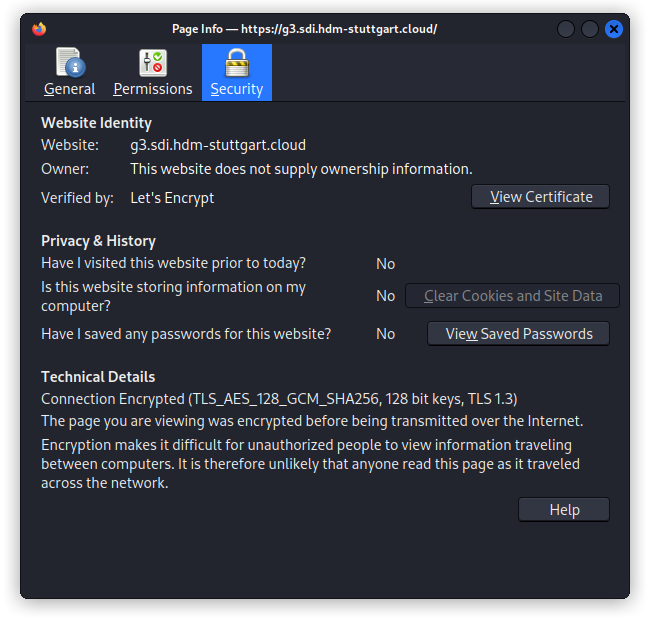 Page Info — https://g3.sdi.hdm-stuttgart.cloud/
General Permissions Security
Website Identity
Website: g3.sdi.hdm-stuttgart.cloud
Owner: This website does not supply ownership information.
Verified by: Let's Encrypt View Certificate
Privacy & History
Have I visited this website prior to today? No
Is this website storing information on my
computer? No Clear Cookies and Site Data
Have I saved any passwords for this website? No View Saved Passwords
Technical Details
Connection Encrypted (TLS_AES_128_GCM_SHA256, 128 bit keys, TLS 1.3)
The page you are viewing was encrypted before being transmitted over the Internet.
Encryption makes it difficult for unauthorized people to view information traveling
between computers. It is therefore unlikely that anyone read this page as it traveled
across the network.
Help